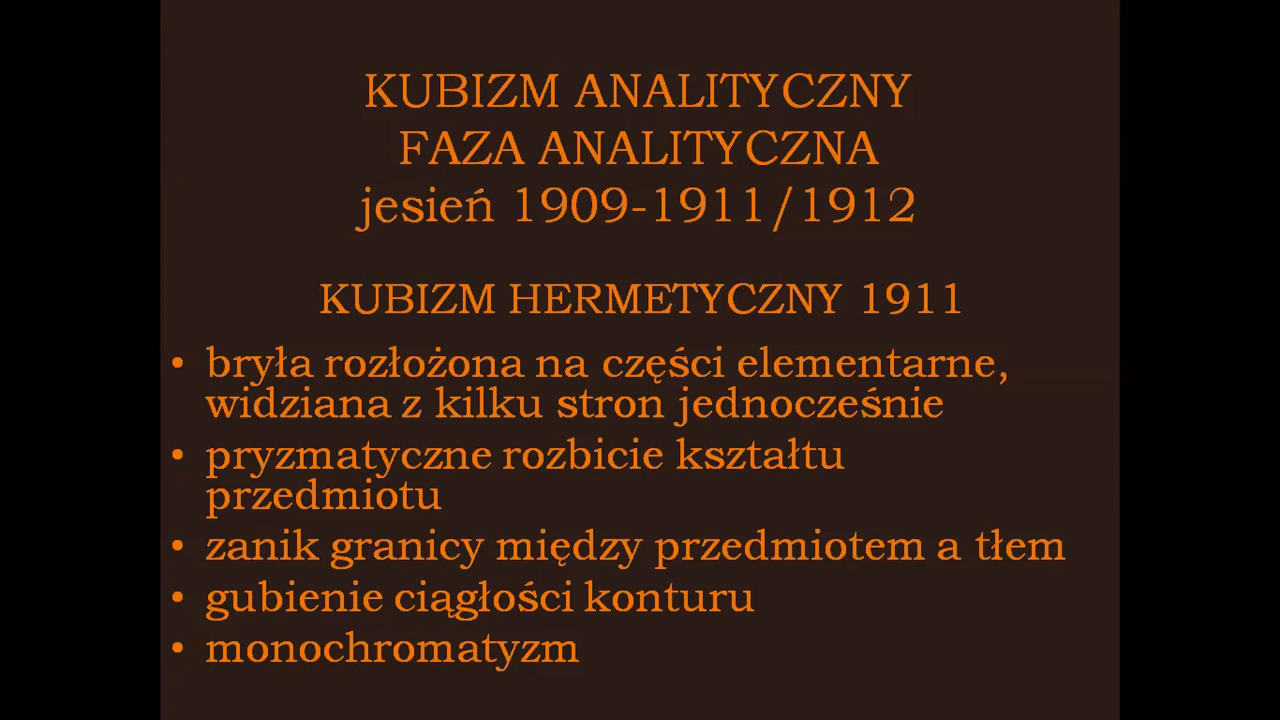 KUBIZM ANALITYCZNY
FAZA ANALITYCZNA
jesień 1909-1911/1912
KUBIZM HERMETYCZNY 1911
• bryła rozłożona na części elementarne,
widziana z kilku stron jednocześnie
• pryzmatyczne rozbicie kształtu
przedmiotu
• zanik granicy między przedmiotem a tłem
• gubienie ciągłości konturu
• monochromatyzm